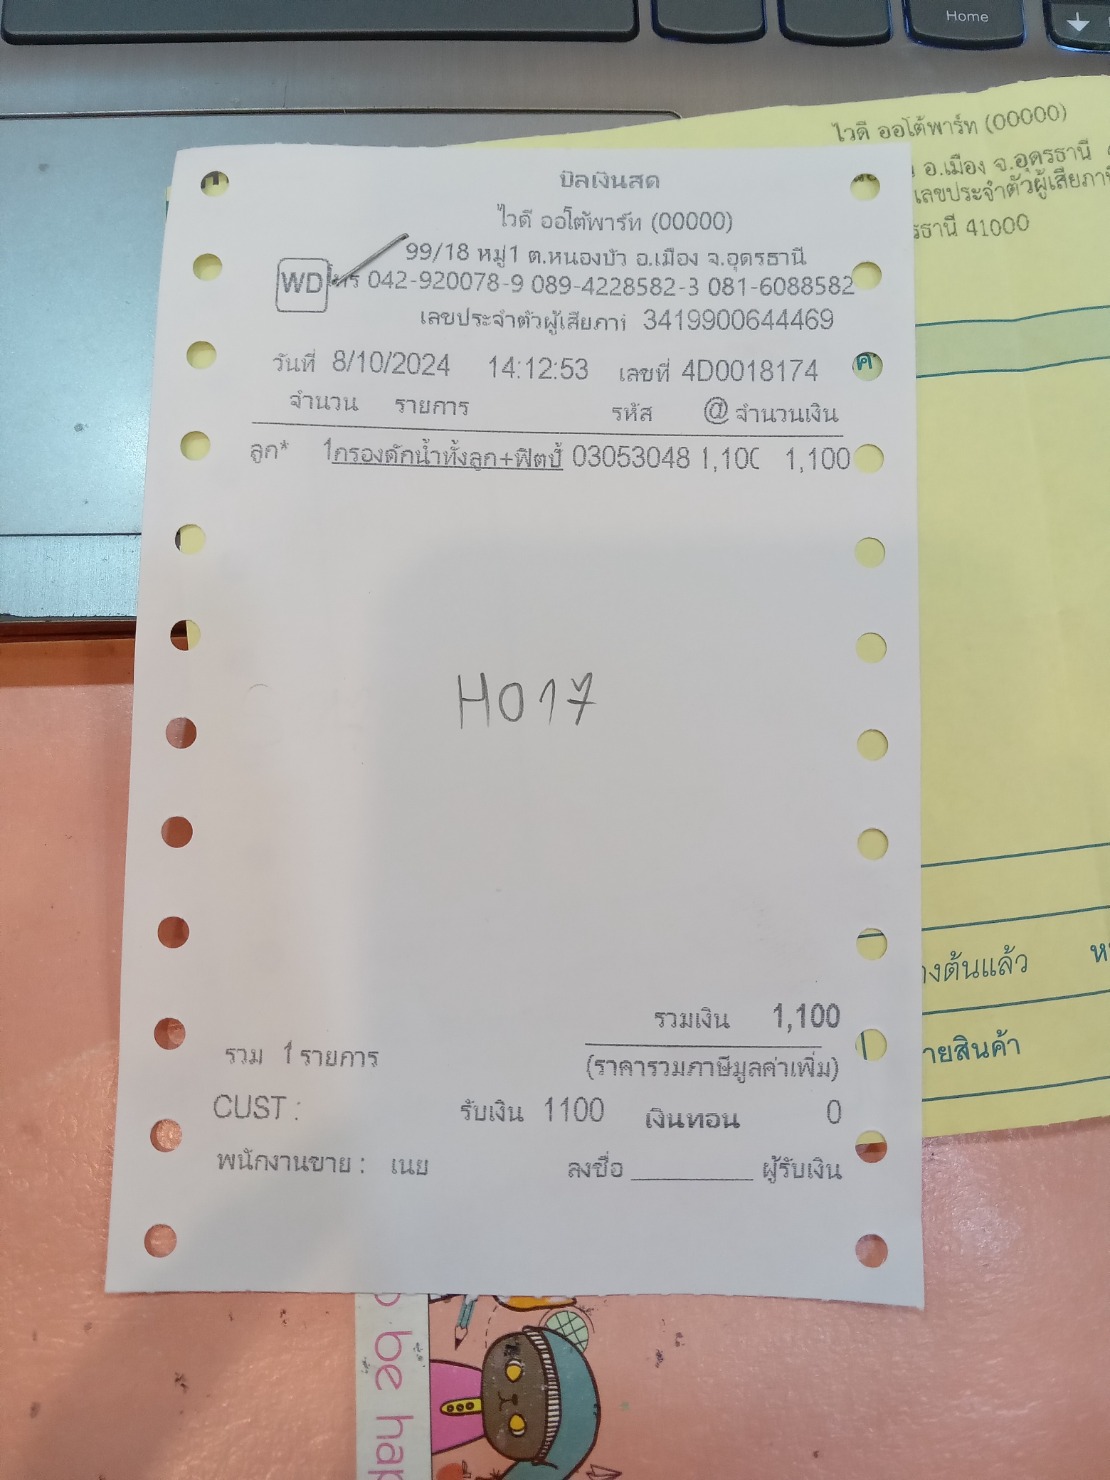 Home
บิลเงินสด
ไวดี ออโต้พาร์ท (00000)
99/18 หมู่1 ต.หนองบัว อ.เมือง จ.อุดรธานี
WD
โทร 042-920078-9 089-4228582-3 081-6088582
เลขประจำตัวผู้เสียภาษี 3419900644469
วันที่ 8/10/2024 14:12:53 เลขที่ 4D0018174
จำนวน รายการ รหัส @ จำนวนเงิน
ลูก* 1กรองดักน้ำทั้งลูก+ฟิตปั๊ 03053048 1,100 1,100
H017
รวมเงิน 1,100
รวม 1 รายการ
(ราคารวมภาษีมูลค่าเพิ่ม)
CUST : รับเงิน 1100 เงินทอน 0
พนักงานขาย : เนย ลงชื่อ ผู้รับเงิน
ไวดี ออโต้พาร์ท (00000)
อ.เมือง จ.อุดรธานี
เลขประจำตัวผู้เสียภาษี
รธานี 41000
างต้นแล้ว
ายสินค้า
be hap